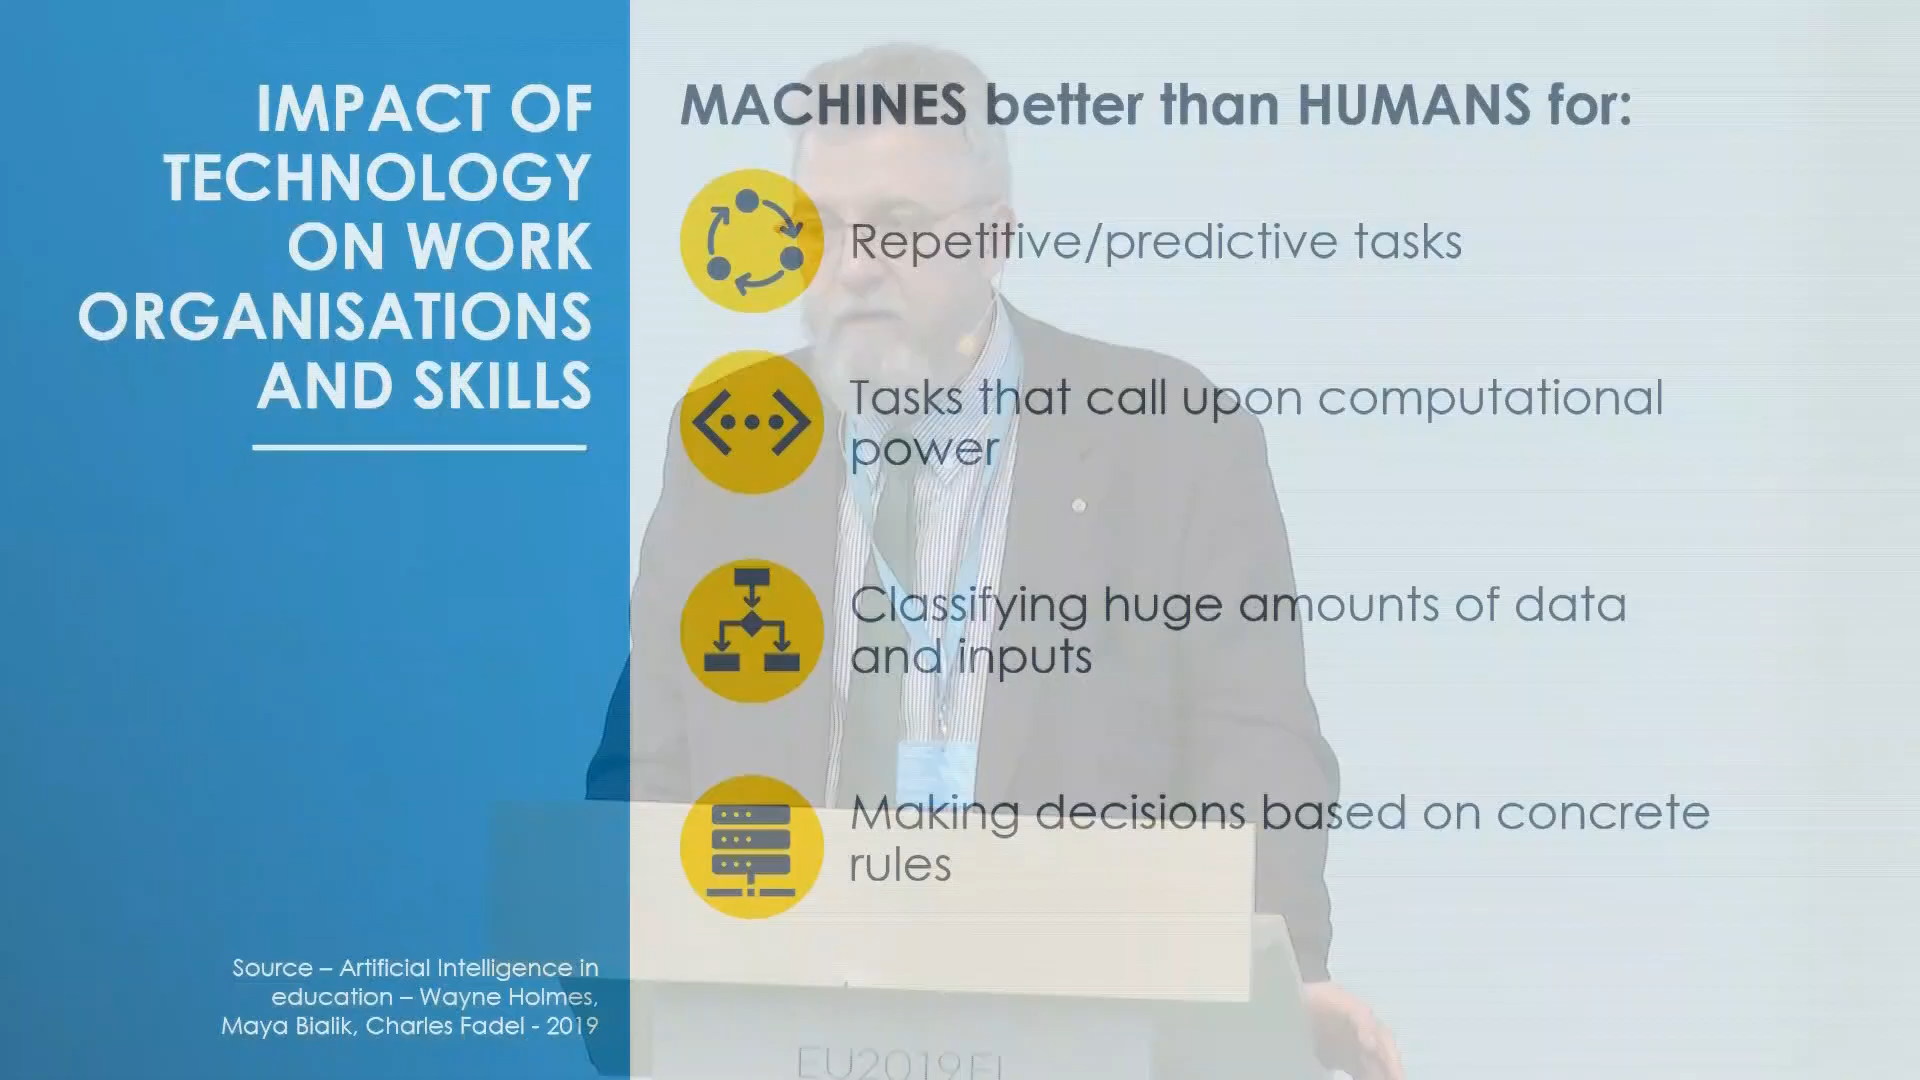 IMPACT OF
TECHNOLOGY
ON WORK
ORGANISATIONS
AND SKILLS
Source – Artificial Intelligence in
education – Wayne Holmes,
Maya Bialik, Charles Fadel - 2019
MACHINES better than HUMANS for:
Repetitive/predictive tasks
Tasks that call upon computational
power
Classifying huge amounts of data
and inputs
Making decisions based on concrete
rules
EU2019FI